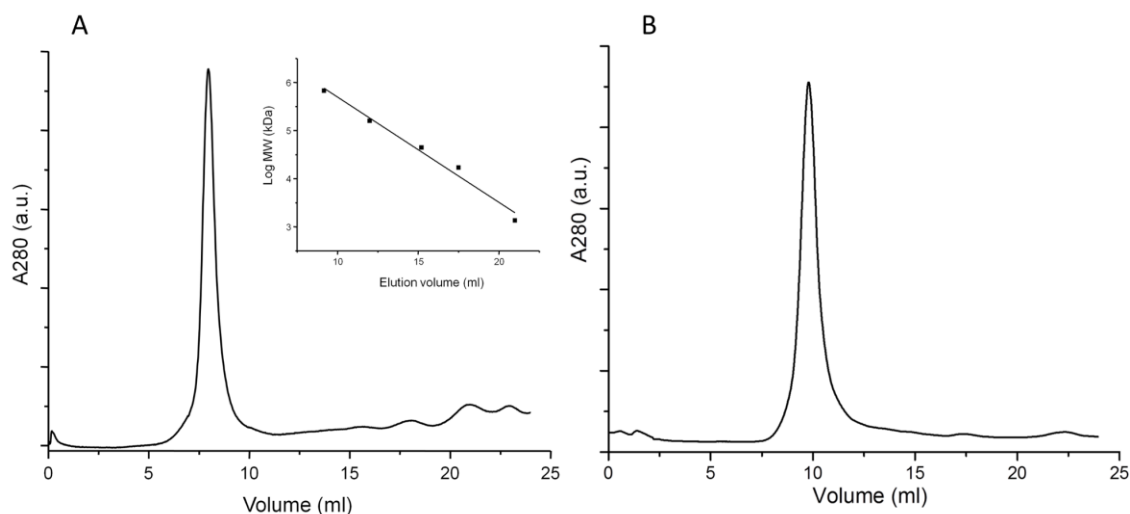 A
A280 (a.u.)
0 5 10 15 20 25
Volume (ml)
Log MW (kDa)
6
5
4
3
10 15 20
Elution volume (ml)
B
A280 (a.u.)
0 5 10 15 20 25
Volume (ml)